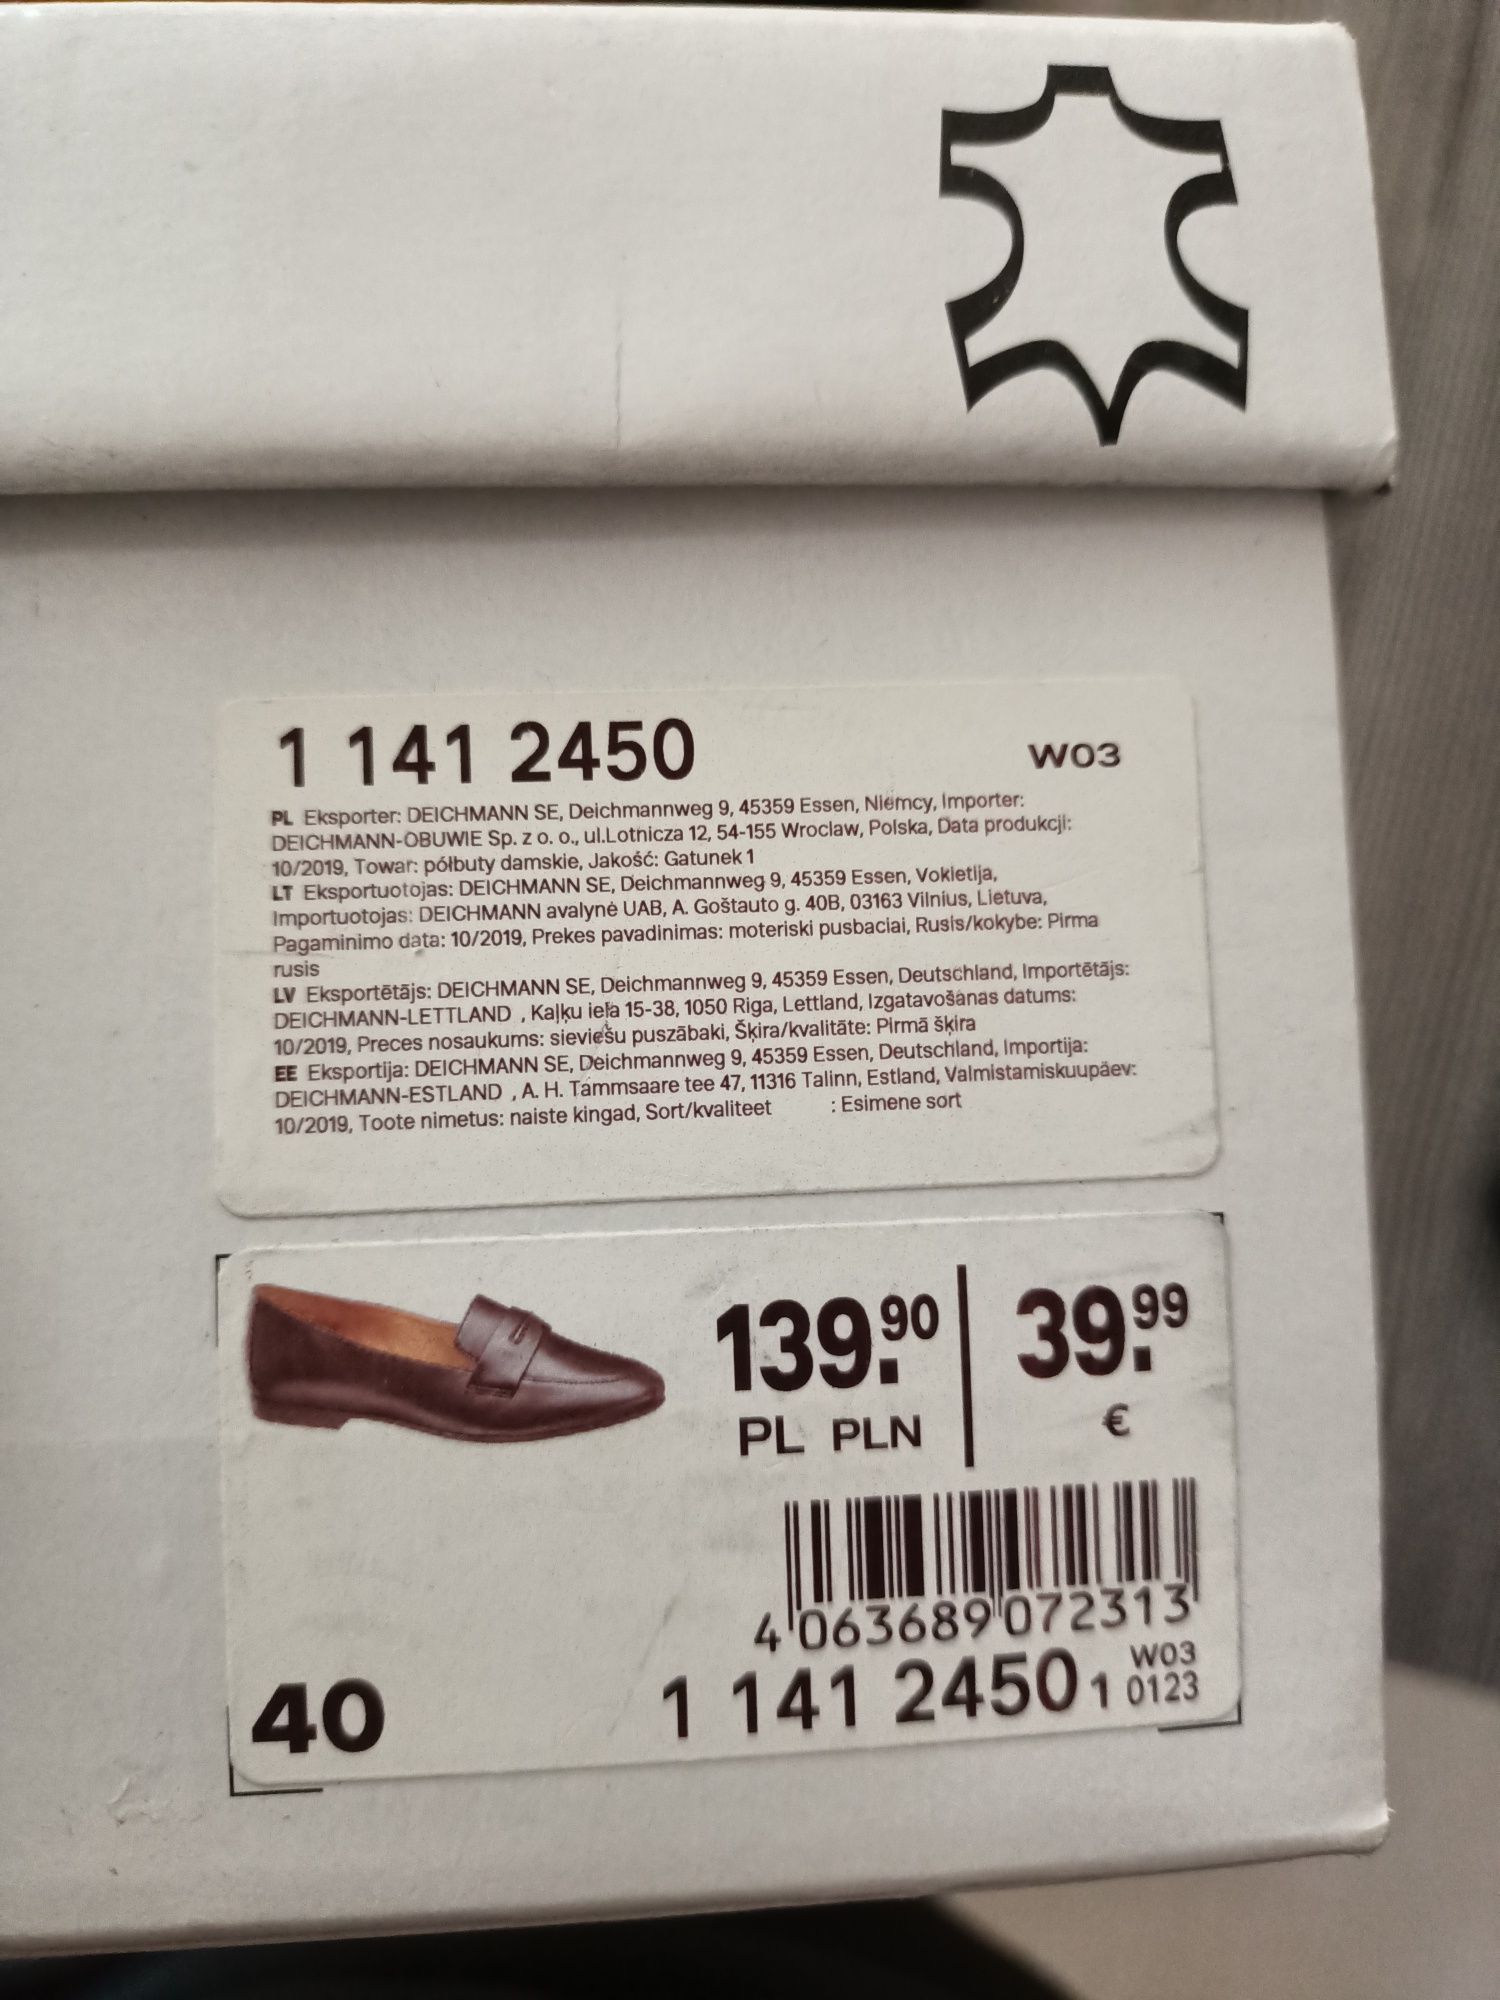 1 141 2450
W03
PL Eksporter: DEICHMANN SE, Deichmannweg 9, 45359 Essen, Niemcy, Importer:
DEICHMANN-OBUWIE Sp. z o. o., ul.Lotnicza 12, 54-155 Wroclaw, Polska, Data produkcji:
10/2019, Towar: półbuty damskie, Jakość: Gatunek 1
LT Eksportuotojas: DEICHMANN SE, Deichmannweg 9, 45359 Essen, Vokietija,
Importuotojas: DEICHMANN avalynė UAB, A. Goštauto g. 40B, 03163 Vilnius, Lietuva,
Pagaminimo data: 10/2019, Prekes pavadinimas: moteriski pusbaciai, Rusis/kokybe: Pirma
rusis
LV Eksportētājs: DEICHMANN SE, Deichmannweg 9, 45359 Essen, Deutschland, Importētājs:
DEICHMANN-LETTLAND , Kaļķu iela 15-38, 1050 Riga, Lettland, Izgatavošanas datums:
10/2019, Preces nosaukums: sieviešu puszābaki, Šķira/kvalitāte: Pirmā šķira
EE Eksportija: DEICHMANN SE, Deichmannweg 9, 45359 Essen, Deutschland, Importija:
DEICHMANN-ESTLAND , A. H. Tammsaare tee 47, 11316 Talinn, Estland, Valmistamiskuupäev:
10/2019, Toote nimetus: naiste kingad, Sort/kvaliteet : Esimene sort
139.90
PL PLN
39.99
€
4 063689 072313
40
1 141 2450 1
W03
0123